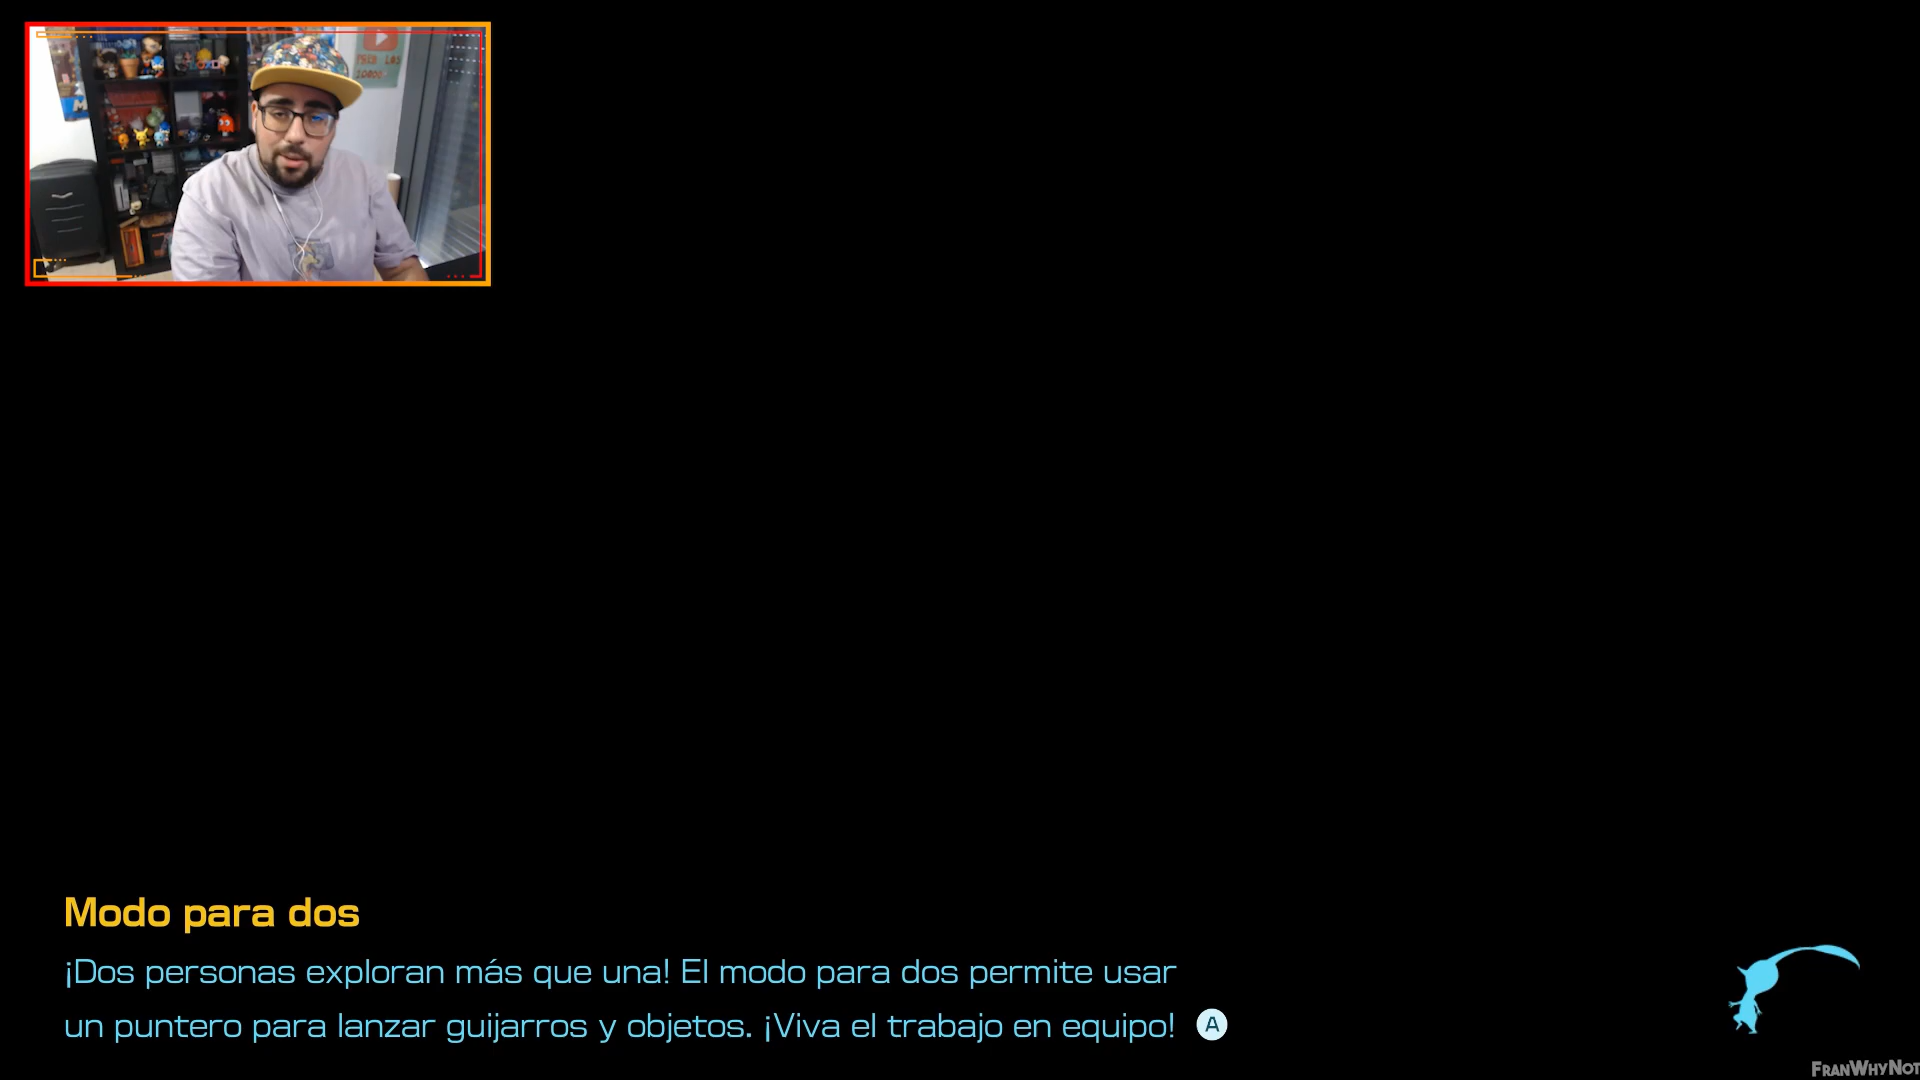 Modo para dos
¡Dos personas exploran más que una! El modo para dos permite usar
un puntero para lanzar guijarros y objetos. ¡Viva el trabajo en equipo! A
FRANWHYNOT